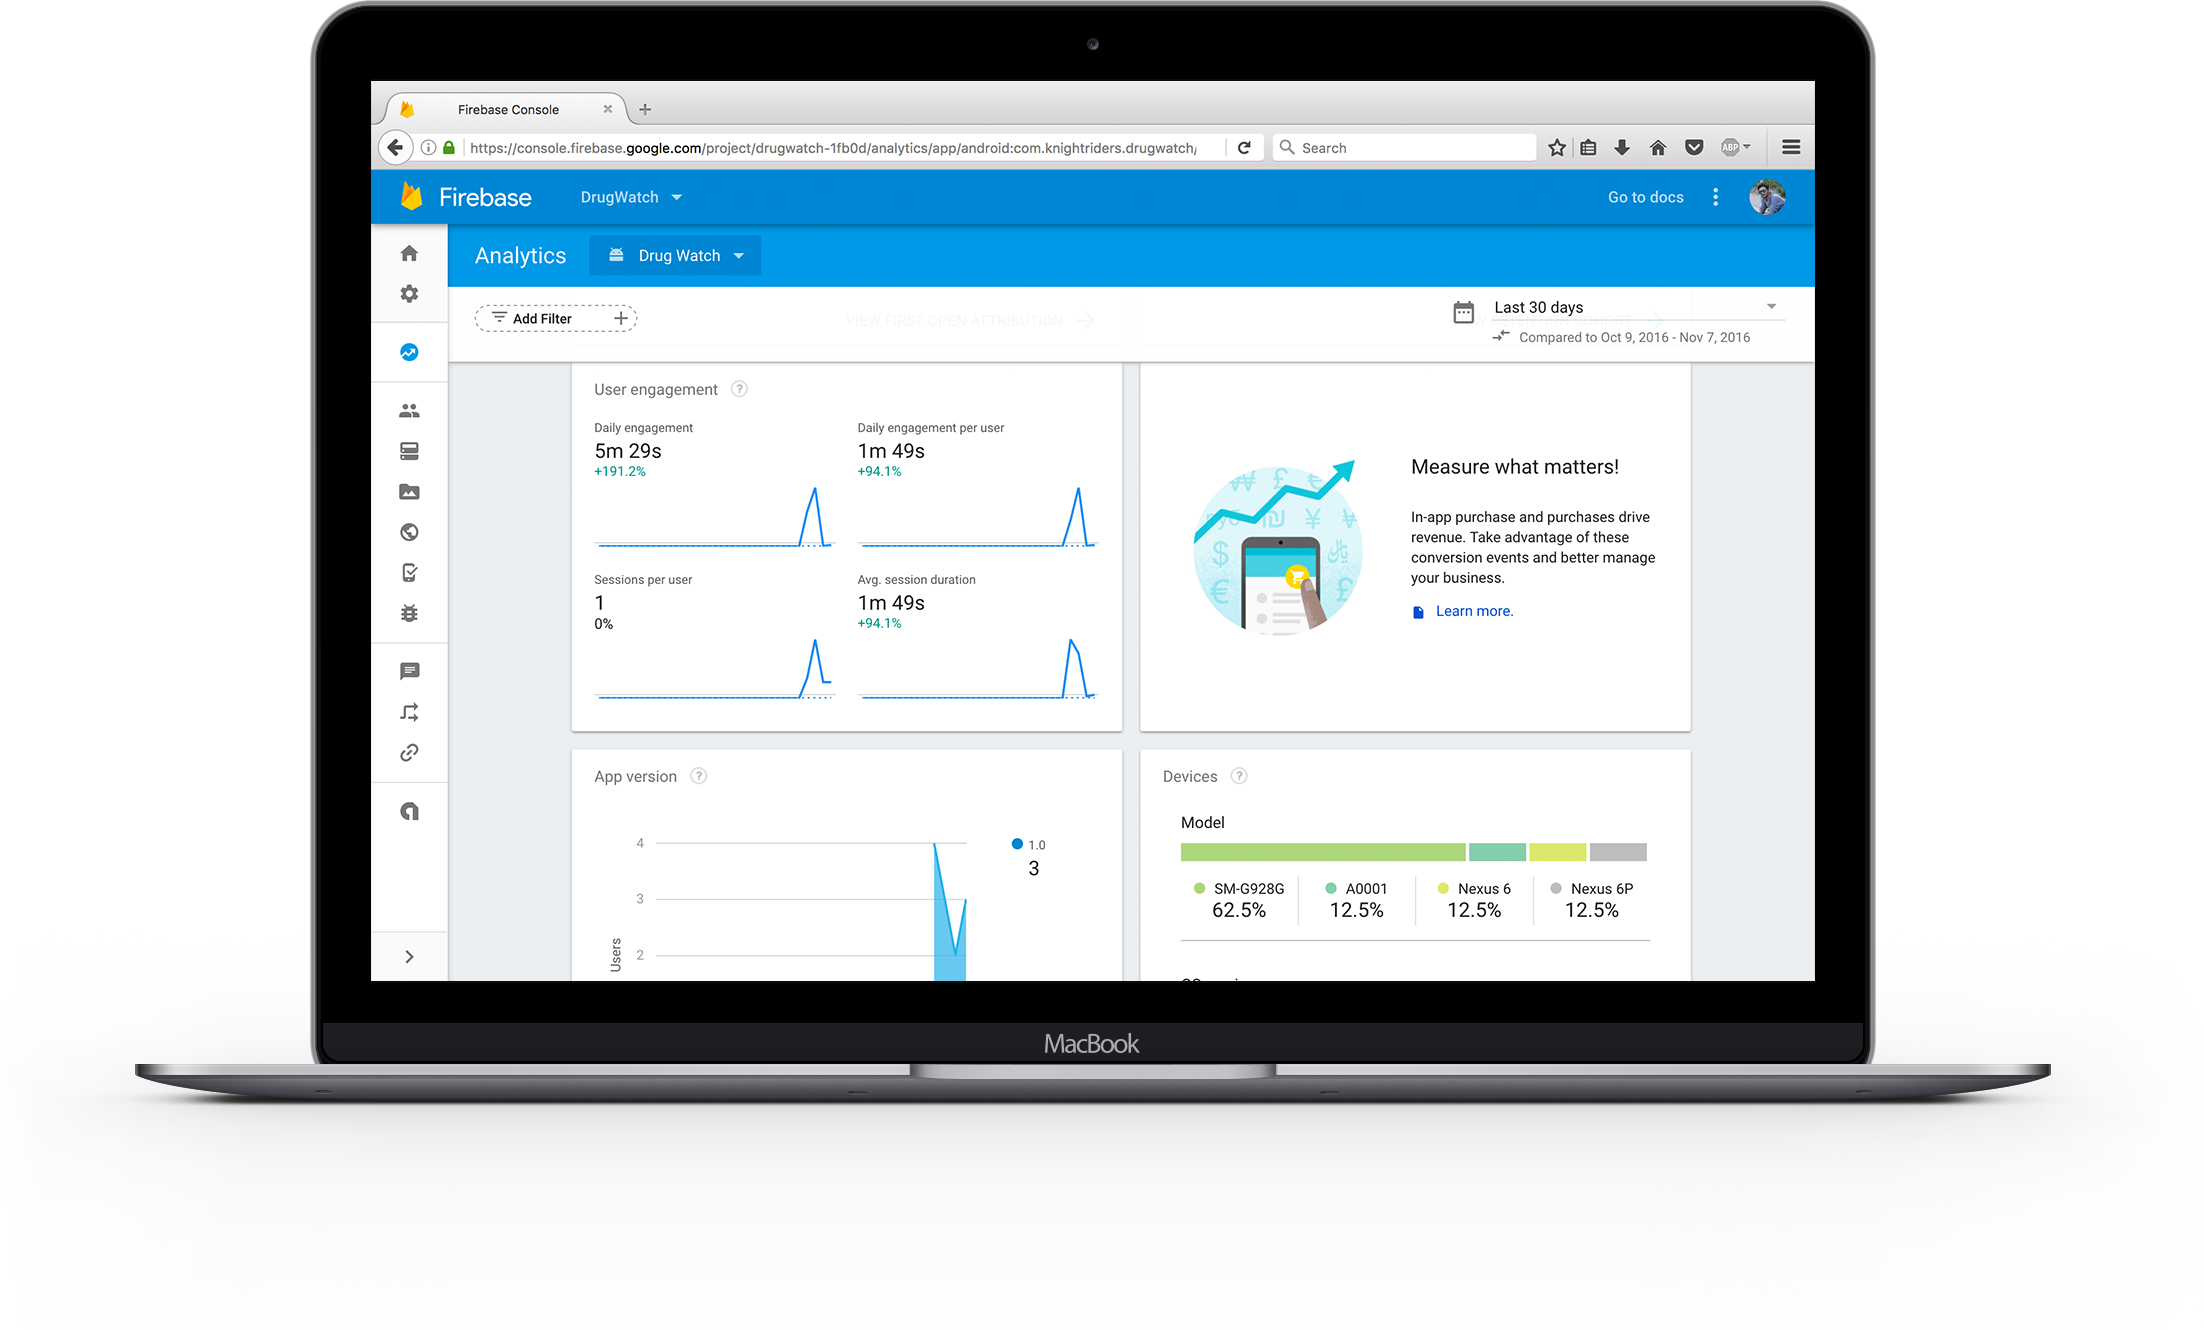 Firebase Console
https://console.firebase.google.com/project/drugwatch-1fb0d/analytics/app/android:com.knightriders.drugwatch/
Search
ABP
Firebase
DrugWatch
Go to docs
Analytics
Drug Watch
Add Filter
VIEW FIRST OPEN ATTRIBUTION
Last 30 days
Compared to Oct 9, 2016 - Nov 7, 2016
User engagement ?
Daily engagement
5m 29s
+191.2%
Daily engagement per user
1m 49s
+94.1%
Sessions per user
1
0%
Avg. session duration
1m 49s
+94.1%
Measure what matters!
In-app purchase and purchases drive
revenue. Take advantage of these
conversion events and better manage
your business.
Learn more.
App version ?
4
3
2
Users
1.0
3
Devices ?
Model
SM-G928G
62.5%
A0001
12.5%
Nexus 6
12.5%
Nexus 6P
12.5%
MacBook